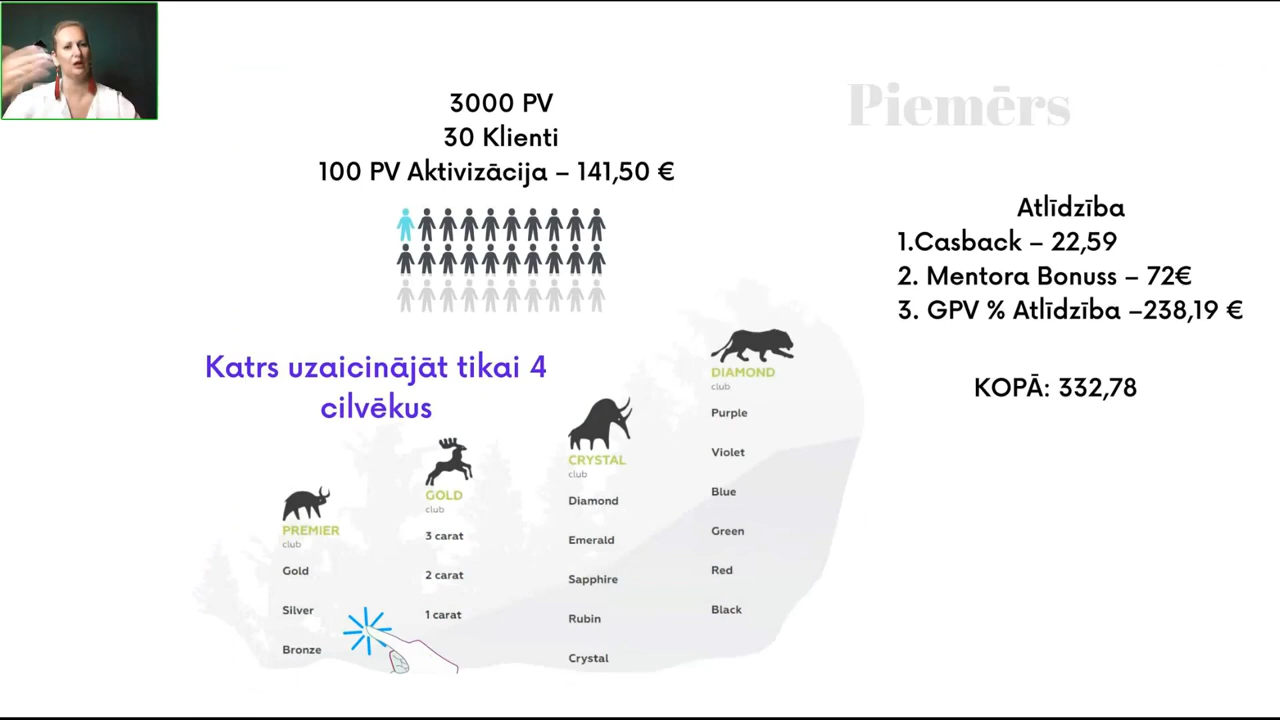 Piemērs
3000 PV
30 Klienti
100 PV Aktivizācija – 141,50 €
Atlīdzība
1.Casback – 22,59
2. Mentora Bonuss – 72€
3. GPV % Atlīdzība –238,19 €
KOPĀ: 332,78
Katrs uzaicinājāt tikai 4
cilvēkus
PREMIER
club
Gold
Silver
Bronze
GOLD
club
3 carat
2 carat
1 carat
CRYSTAL
club
Diamond
Emerald
Sapphire
Rubin
Crystal
DIAMOND
club
Purple
Violet
Blue
Green
Red
Black